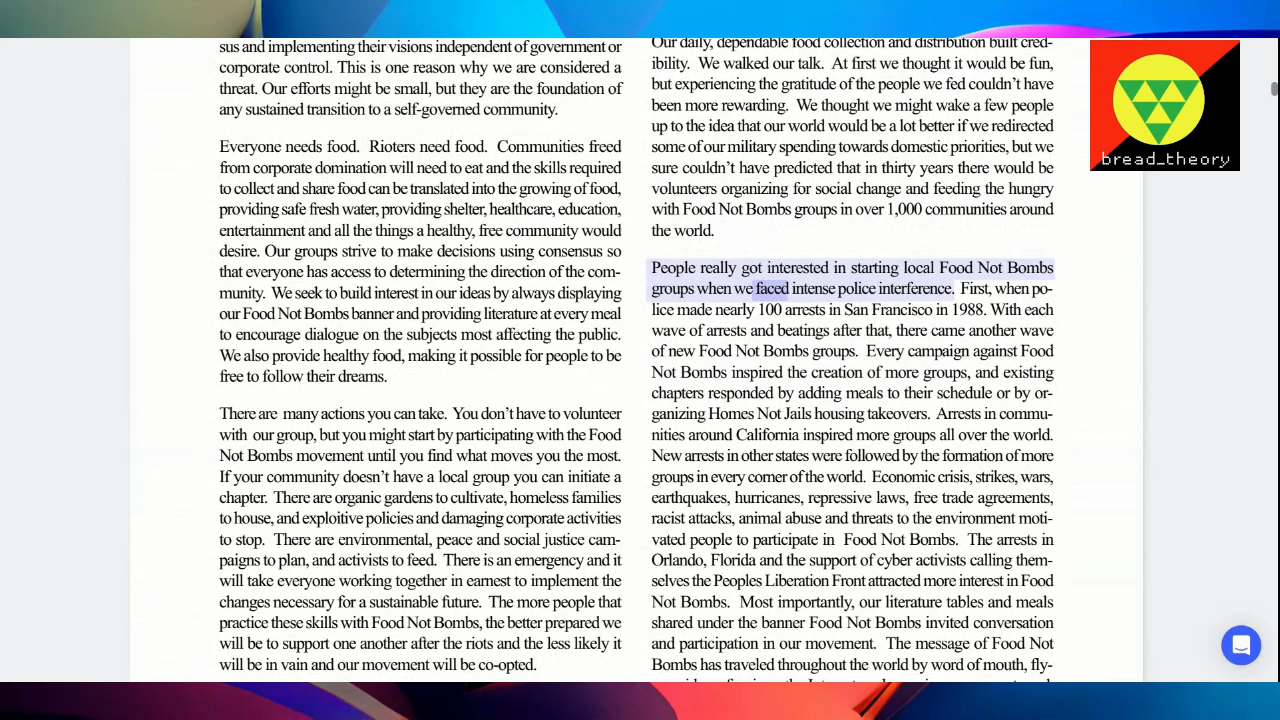 sus and implementing their visions independent of government or
corporate control. This is one reason why we are considered a
threat. Our efforts might be small, but they are the foundation of
any sustained transition to a self-governed community.
Everyone needs food. Rioters need food. Communities freed
from corporate domination will need to eat and the skills required
to collect and share food can be translated into the growing of food,
providing safe fresh water, providing shelter, healthcare, education,
entertainment and all the things a healthy, free community would
desire. Our groups strive to make decisions using consensus so
that everyone has access to determining the direction of the com-
munity. We seek to build interest in our ideas by always displaying
our Food Not Bombs banner and providing literature at every meal
to encourage dialogue on the subjects most affecting the public.
We also provide healthy food, making it possible for people to be
free to follow their dreams.
There are many actions you can take. You don't have to volunteer
with our group, but you might start by participating with the Food
Not Bombs movement until you find what moves you the most.
If your community doesn't have a local group you can initiate a
chapter. There are organic gardens to cultivate, homeless families
to house, and exploitive policies and damaging corporate activities
to stop. There are environmental, peace and social justice cam-
paigns to plan, and activists to feed. There is an emergency and it
will take everyone working together in earnest to implement the
changes necessary for a sustainable future. The more people that
practice these skills with Food Not Bombs, the better prepared we
will be to support one another after the riots and the less likely it
will be in vain and our movement will be co-opted.
Our daily, dependable food collection and distribution built cred-
ibility. We walked our talk. At first we thought it would be fun,
but experiencing the gratitude of the people we fed couldn't have
been more rewarding. We thought we might wake a few people
up to the idea that our world would be a lot better if we redirected
some of our military spending towards domestic priorities, but we
sure couldn't have predicted that in thirty years there would be
volunteers organizing for social change and feeding the hungry
with Food Not Bombs groups in over 1,000 communities around
the world.
People really got interested in starting local Food Not Bombs
groups when we faced intense police interference. First, when po-
lice made nearly 100 arrests in San Francisco in 1988. With each
wave of arrests and beatings after that, there came another wave
of new Food Not Bombs groups. Every campaign against Food
Not Bombs inspired the creation of more groups, and existing
chapters responded by adding meals to their schedule or by or-
ganizing Homes Not Jails housing takeovers. Arrests in commu-
nities around California inspired more groups all over the world.
New arrests in other states were followed by the formation of more
groups in every corner of the world. Economic crisis, strikes, wars,
earthquakes, hurricanes, repressive laws, free trade agreements,
racist attacks, animal abuse and threats to the environment moti-
vated people to participate in Food Not Bombs. The arrests in
Orlando, Florida and the support of cyber activists calling them-
selves the Peoples Liberation Front attracted more interest in Food
Not Bombs. Most importantly, our literature tables and meals
shared under the banner Food Not Bombs invited conversation
and participation in our movement. The message of Food Not
Bombs has traveled throughout the world by word of mouth, fly-
bread_theory